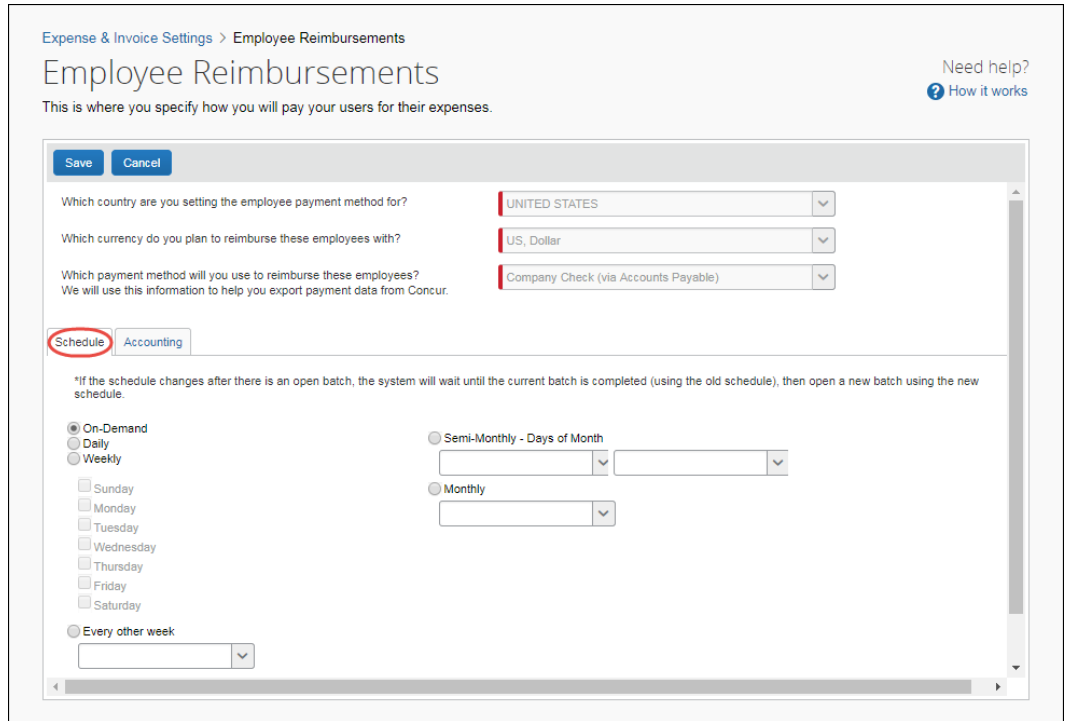 Expense & Invoice Settings > Employee Reimbursements
Employee Reimbursements
Need help?
? How it works
This is where you specify how you will pay your users for their expenses.
Save Cancel
Which country are you setting the employee payment method for? UNITED STATES
Which currency do you plan to reimburse these employees with? US, Dollar
Which payment method will you use to reimburse these employees? Company Check (via Accounts Payable)
We will use this information to help you export payment data from Concur.
Schedule Accounting
*If the schedule changes after there is an open batch, the system will wait until the current batch is completed (using the old schedule), then open a new batch using the new
schedule.
On-Demand
Daily
Weekly
Sunday
Monday
Tuesday
Wednesday
Thursday
Friday
Saturday
Every other week
Semi-Monthly - Days of Month
Monthly